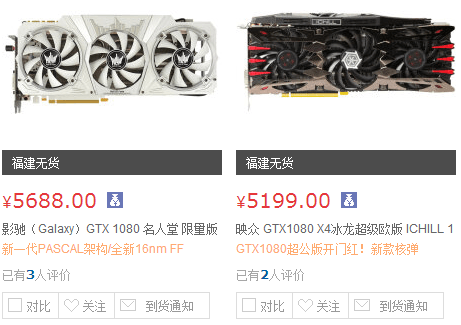 ICHILL
福建无货
福建无货
¥5688.00
¥5199.00
影驰（Galaxy）GTX 1080 名人堂 限量版
映众 GTX1080 X4冰龙超级欧版 ICHILL 1
新一代PASCAL架构/全新16nm FF
GTX1080超公版开门红！新款核弹
已有3人评价
已有2人评价
对比 关注 到货通知
对比 关注 到货通知